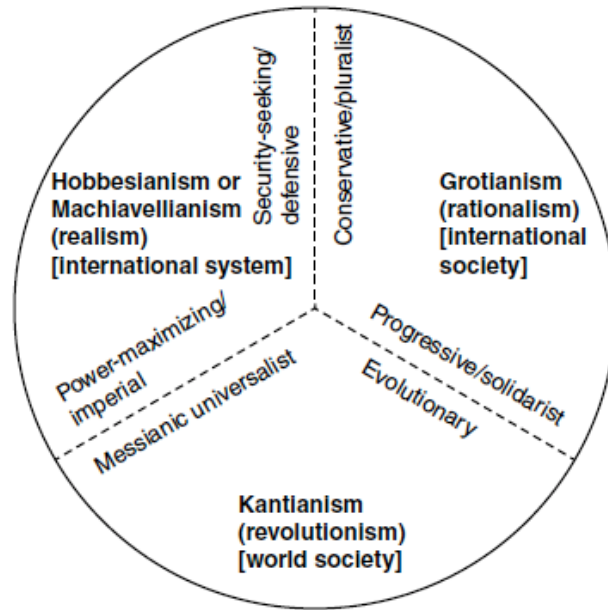 Security-seeking/
defensive
Conservative/pluralist
Hobbesianism or
Machiavellianism
(realism)
[international system]
Grotianism
(rationalism)
[international
society]
Power-maximizing/
imperial
Messianic universalist
Progressive/solidarist
Evolutionary
Kantianism
(revolutionism)
[world society]